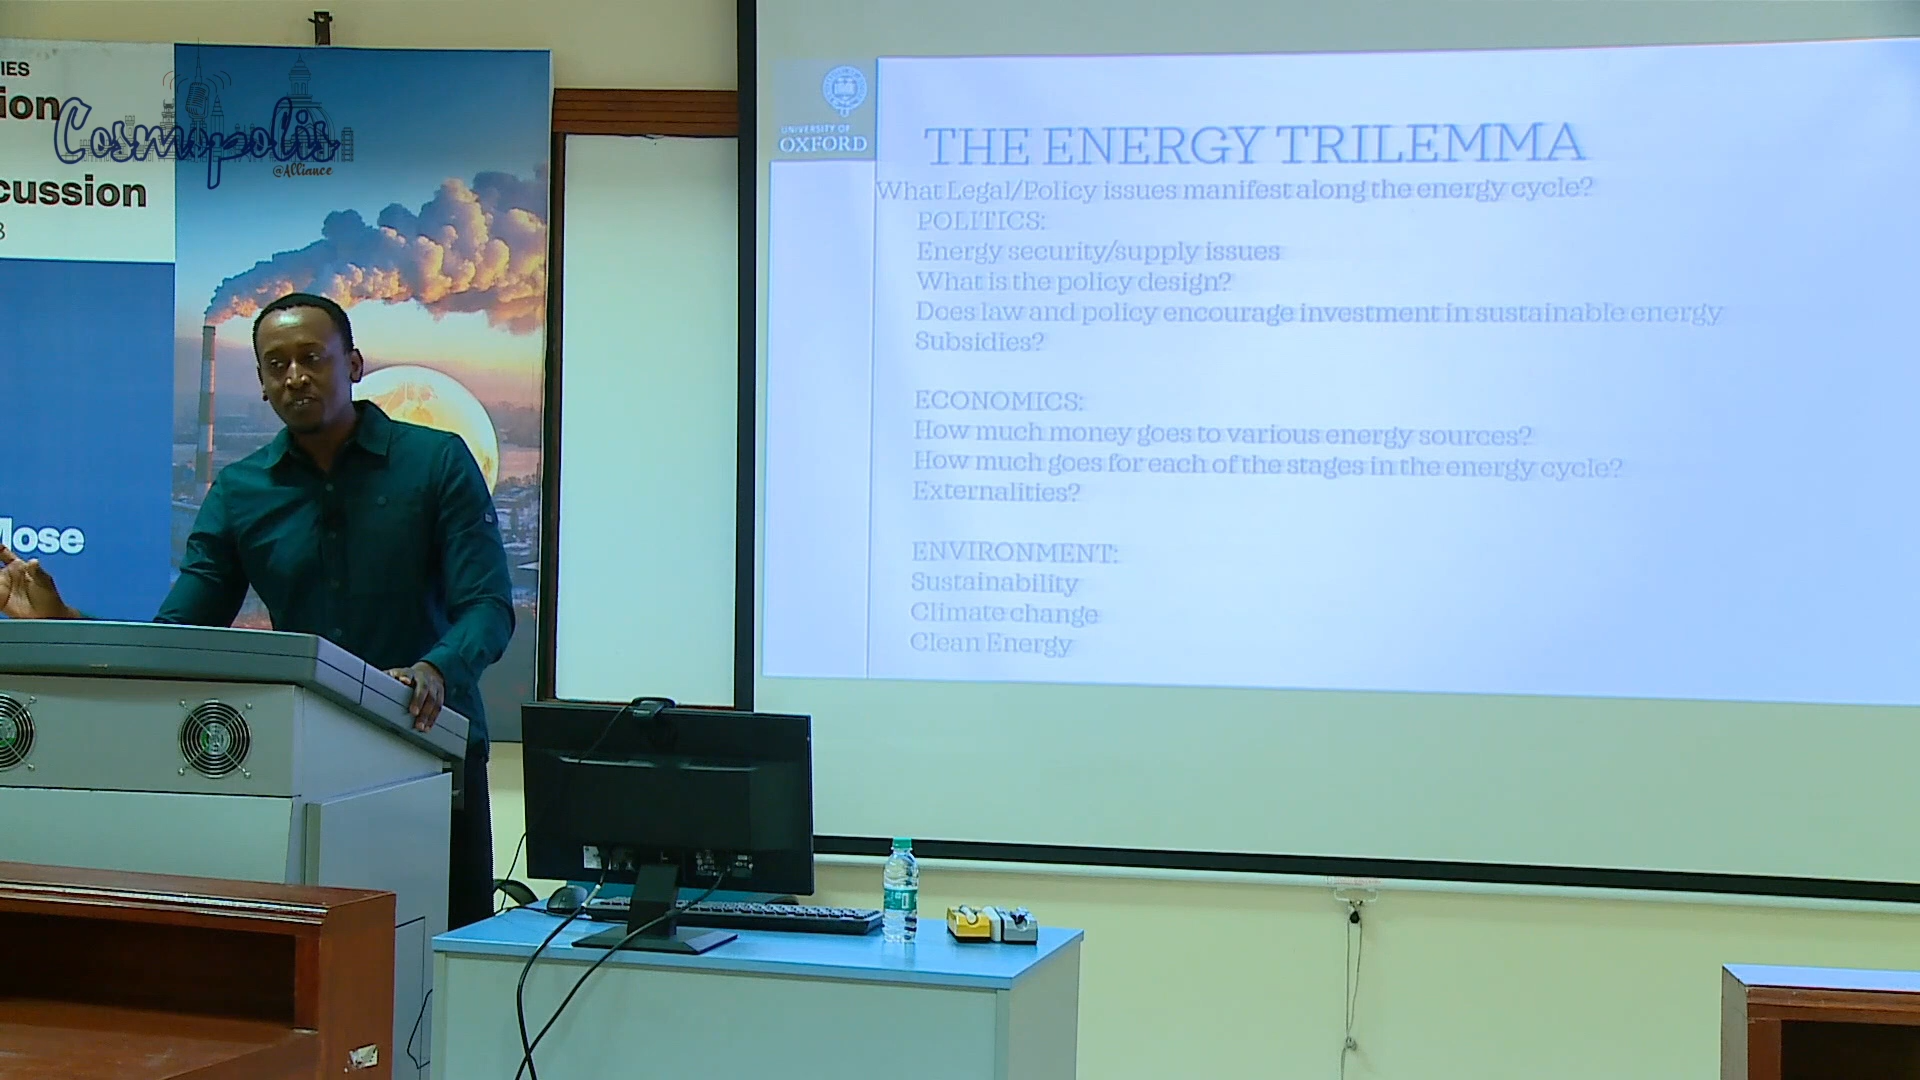 IES
ion
Cosmopolis
@Alliance
cussion
lose
UNIVERSITY OF
OXFORD
THE ENERGY TRILEMMA
What Legal/Policy issues manifest along the energy cycle?
POLITICS:
Energy security/supply issues
What is the policy design?
Does law and policy encourage investment in sustainable energy
Subsidies?
ECONOMICS:
How much money goes to various energy sources?
How much goes for each of the stages in the energy cycle?
Externalities?
ENVIRONMENT:
Sustainability
Climate change
Clean Energy